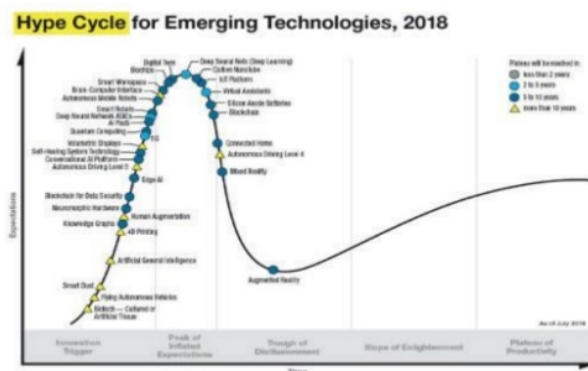 Hype Cycle for Emerging Technologies, 2018
Plateau will be reached in:
less than 2 years
2 to 5 years
5 to 10 years
more than 10 years
Digital Twin
Biochips
Smart Workspace
Brain-Computer Interface
Autonomous Mobile Robots
Smart Robots
Deep Neural Network ASICs
AI PaaS
Quantum Computing
5G
Volumetric Displays
Self-Healing System Technology
Conversational AI Platform
Autonomous Driving Level 5
Edge AI
Blockchain for Data Security
Neuromorphic Hardware
Human Augmentation
Knowledge Graphs
4D Printing
Artificial General Intelligence
Smart Dust
Flying Autonomous Vehicles
Biotech — Cultured or
Artificial Tissue
Deep Neural Nets (Deep Learning)
Carbon Nanotube
IoT Platform
Virtual Assistants
Silicon Anode Batteries
Blockchain
Connected Home
Autonomous Driving Level 4
Mixed Reality
Augmented Reality
Expectations
As of July 2018
Innovation
Trigger
Peak of
Inflated
Expectations
Trough of
Disillusionment
Slope of Enlightenment
Plateau of
Productivity